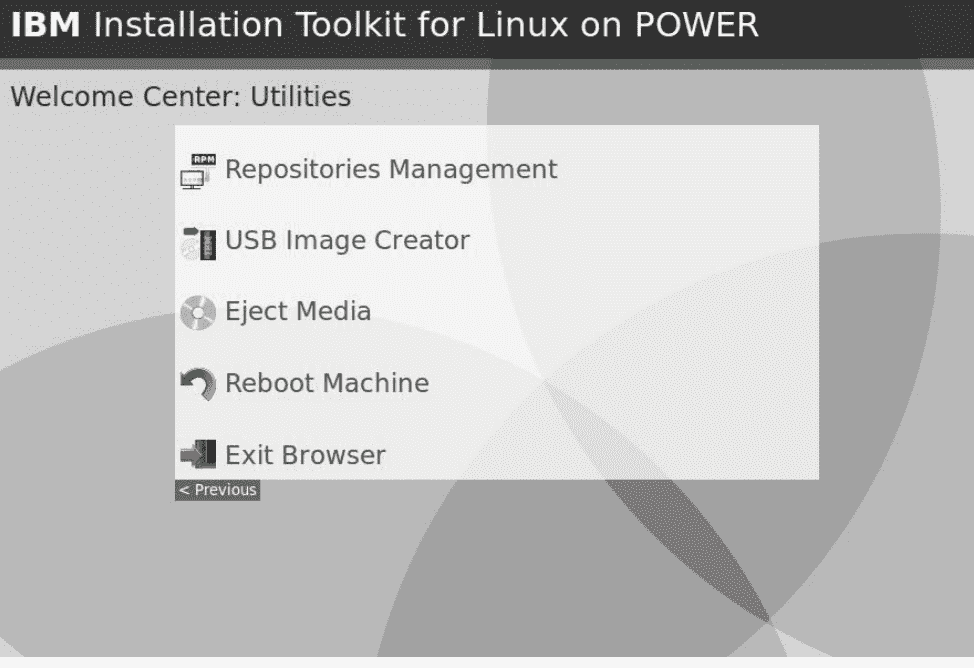 IBM Installation Toolkit for Linux on POWER
Welcome Center: Utilities
RPM
Repositories Management
USB Image Creator
Eject Media
Reboot Machine
Exit Browser
< Previous